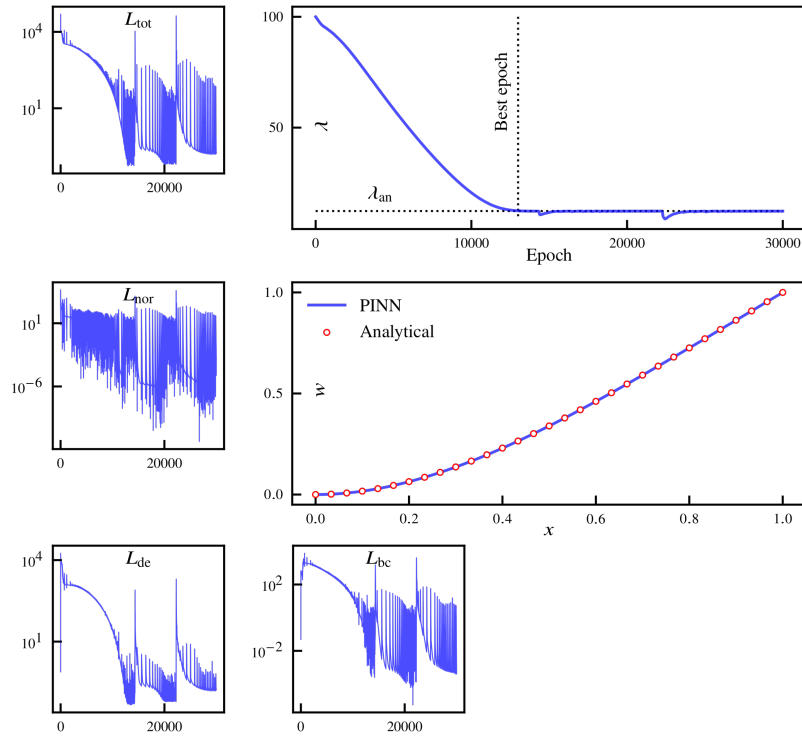 L_tot
10^4
10^1
0
20000
100
50
λ
λ_an
Best epoch
0
10000
20000
30000
Epoch
L_nor
10^1
10^−6
0
20000
PINN
Analytical
1.0
0.5
0.0
w
0.0
0.2
0.4
0.6
0.8
1.0
x
L_de
10^4
10^1
0
20000
L_bc
10^2
10^−2
0
20000